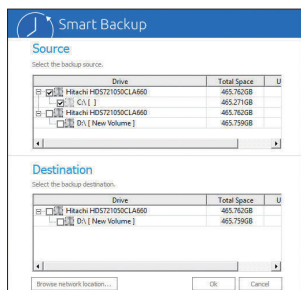 Smart Backup
Source
Select the backup source.
Drive Total Space U
Hitachi HDS721050CLA660 465.762GB
C:\ [ ] 465.271GB
Hitachi HDS721050CLA660 465.762GB
D:\ [ New Volume ] 465.759GB
Destination
Select the backup destination.
Drive Total Space U
Hitachi HDS721050CLA660 465.762GB
D:\ [ New Volume ] 465.759GB
Browse network location... Ok Cancel